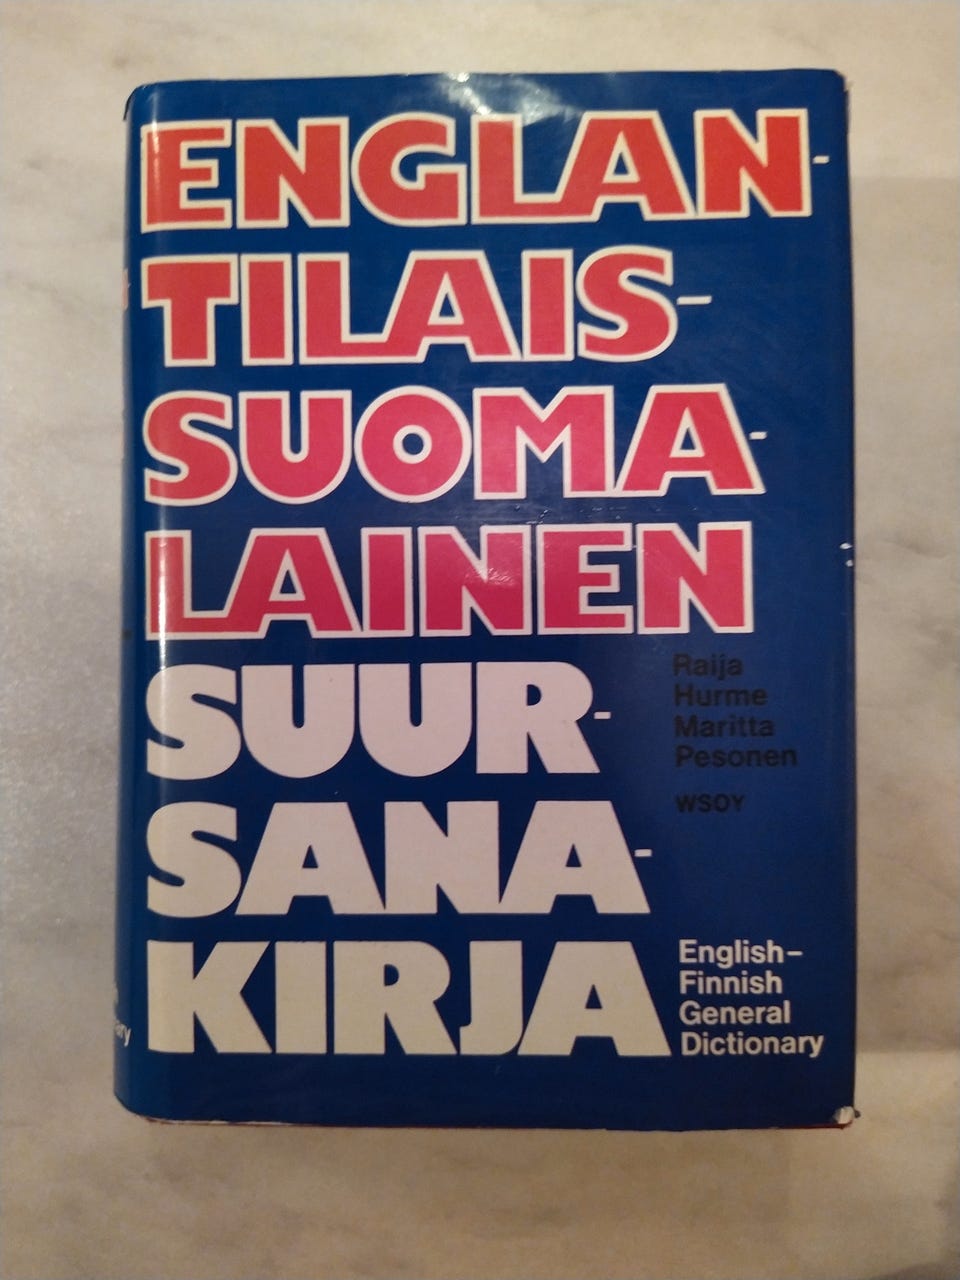 ENGLAN-
TILAIS-
SUOMA-
LAINEN
SUUR-
SANA-
KIRJA
Raija
Hurme
Maritta
Pesonen
WSOY
English–
Finnish
General
Dictionary